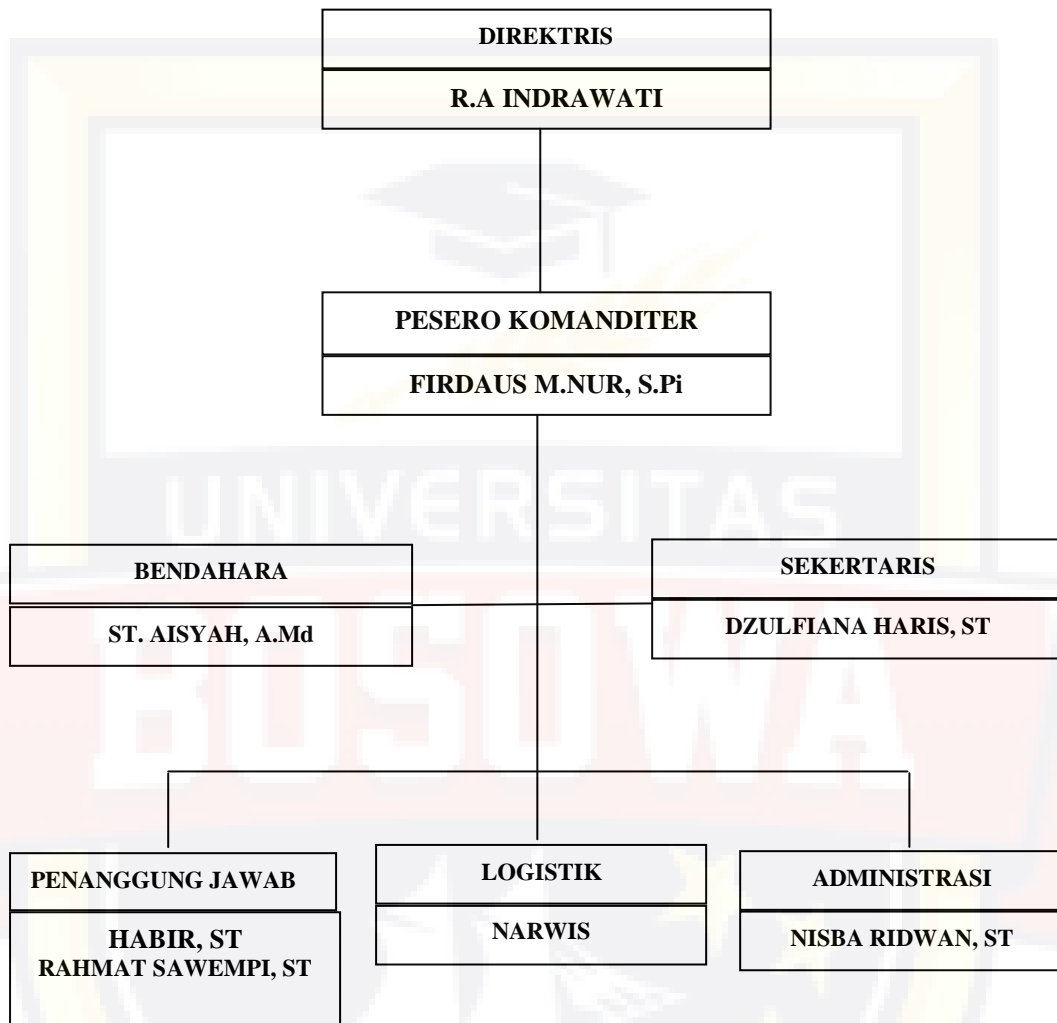 DIREKTRIS
R.A INDRAWATI
PESERO KOMANDITER
FIRDAUS M.NUR, S.Pi
UNIVERSITAS
BENDAHARA
ST. AISYAH, A.Md
SEKERTARIS
DZULFIANA HARIS, ST
BOSOWA
PENANGGUNG JAWAB
HABIR, ST
RAHMAT SAWEMPI, ST
LOGISTIK
NARWIS
ADMINISTRASI
NISBA RIDWAN, ST